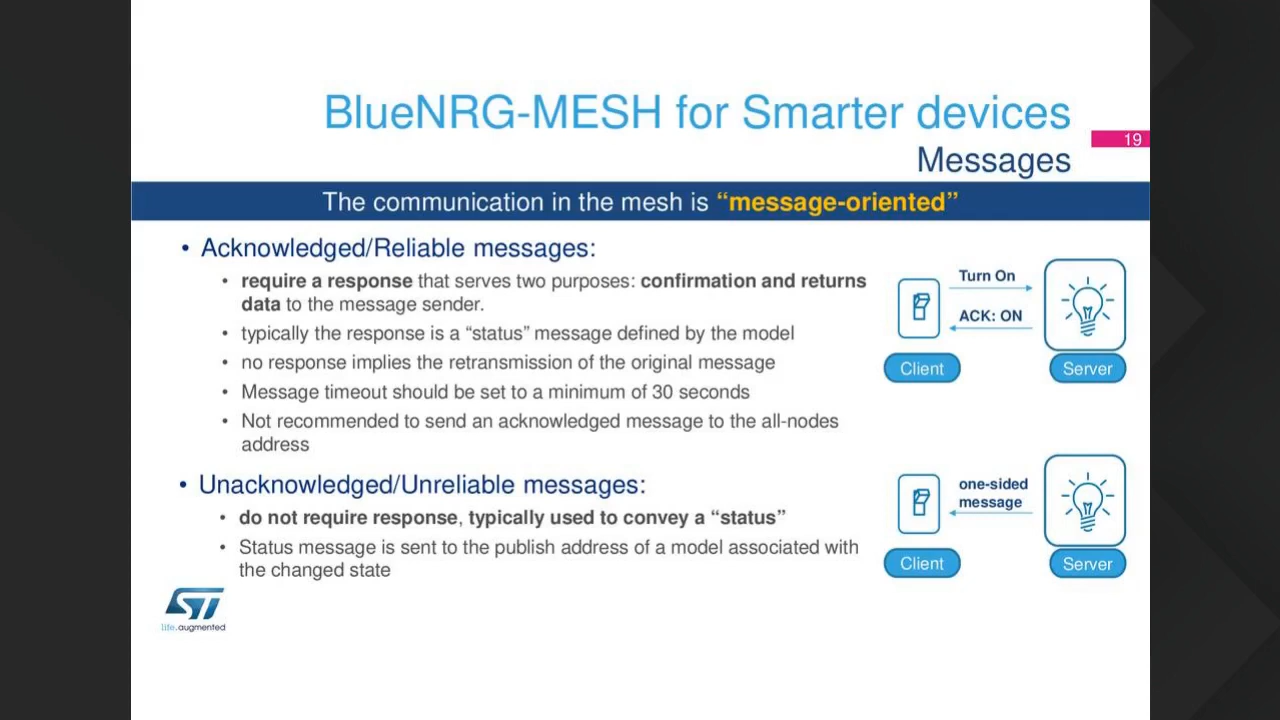 BlueNRG-MESH for Smarter devices
19
Messages
The communication in the mesh is “message-oriented”
• Acknowledged/Reliable messages:
• require a response that serves two purposes: confirmation and returns
data to the message sender.
• typically the response is a “status” message defined by the model
• no response implies the retransmission of the original message
• Message timeout should be set to a minimum of 30 seconds
• Not recommended to send an acknowledged message to the all-nodes
address
Turn On
ACK: ON
Client
Server
• Unacknowledged/Unreliable messages:
• do not require response, typically used to convey a “status”
• Status message is sent to the publish address of a model associated with
the changed state
one-sided
message
Client
Server
ST
life.augmented